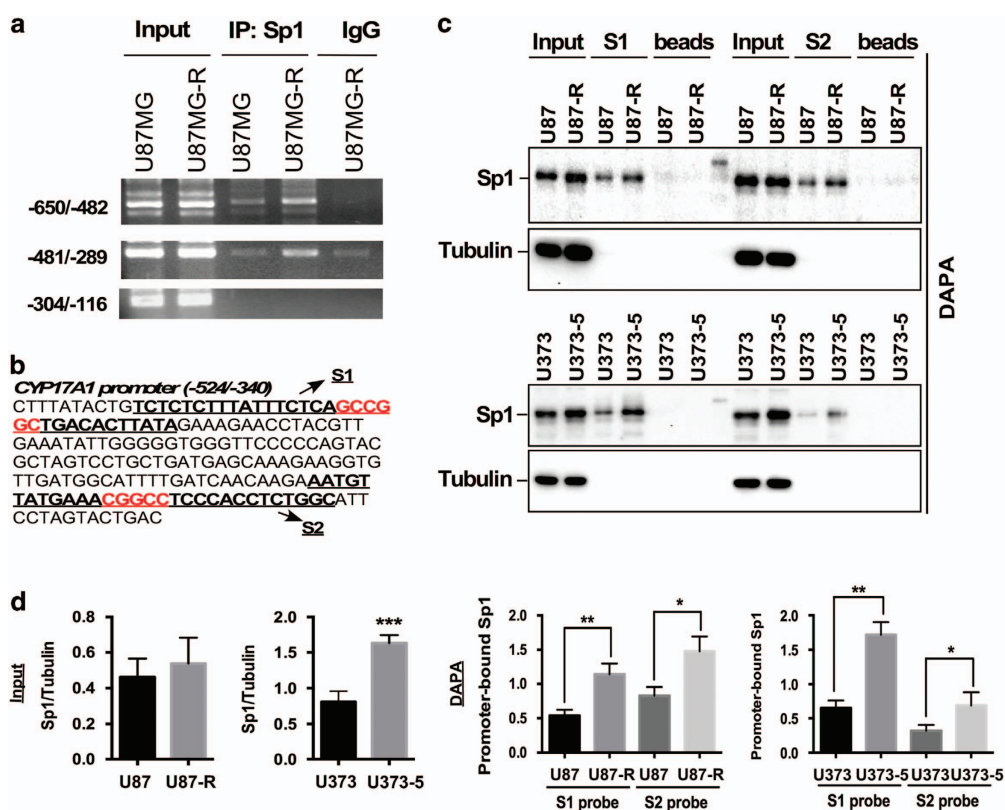 a
Input IP: Sp1 IgG
U87MG U87MG-R U87MG U87MG-R U87MG-R
-650/-482
-481/-289
-304/-116
b
CYP17A1 promoter (-524/-340) S1
CTTTATACTGTCTCTCTTTATTTCTCAGCCG
GCTGACACTTATAGAAAGAACCTACGTT
GAAATATTGGGGGTGGGTTCCCCCAGTAC
GCTAGTCCTGCTGATGAGCAAAGAAGGTG
TTGATGGCATTTTGATCAACAAGAAATGT
TATGAAACGGCCTCCCACCTCTGGCATT
CCTAGTACTGAC
S2
c
Input S1 beads Input S2 beads
U87 U87-R U87 U87-R U87 U87-R U87 U87-R U87 U87-R U87 U87-R
Sp1
Tubulin
U373 U373-5 U373 U373-5 U373 U373-5 U373 U373-5 U373 U373-5 U373 U373-5
Sp1
Tubulin
DAPA
d
Input
Sp1/Tubulin
0.8
0.6
0.4
0.2
0.0
U87 U87-R
Sp1/Tubulin
2.0
1.5
1.0
0.5
0.0
***
U373 U373-5
DAPA
Promoter-bound Sp1
2.0
1.5
1.0
0.5
0.0
** *
U87 U87-R U87 U87-R
S1 probe S2 probe
Promoter-bound Sp1
2.0
1.5
1.0
0.5
0.0
** *
U373 U373-5 U373 U373-5
S1 probe S2 probe